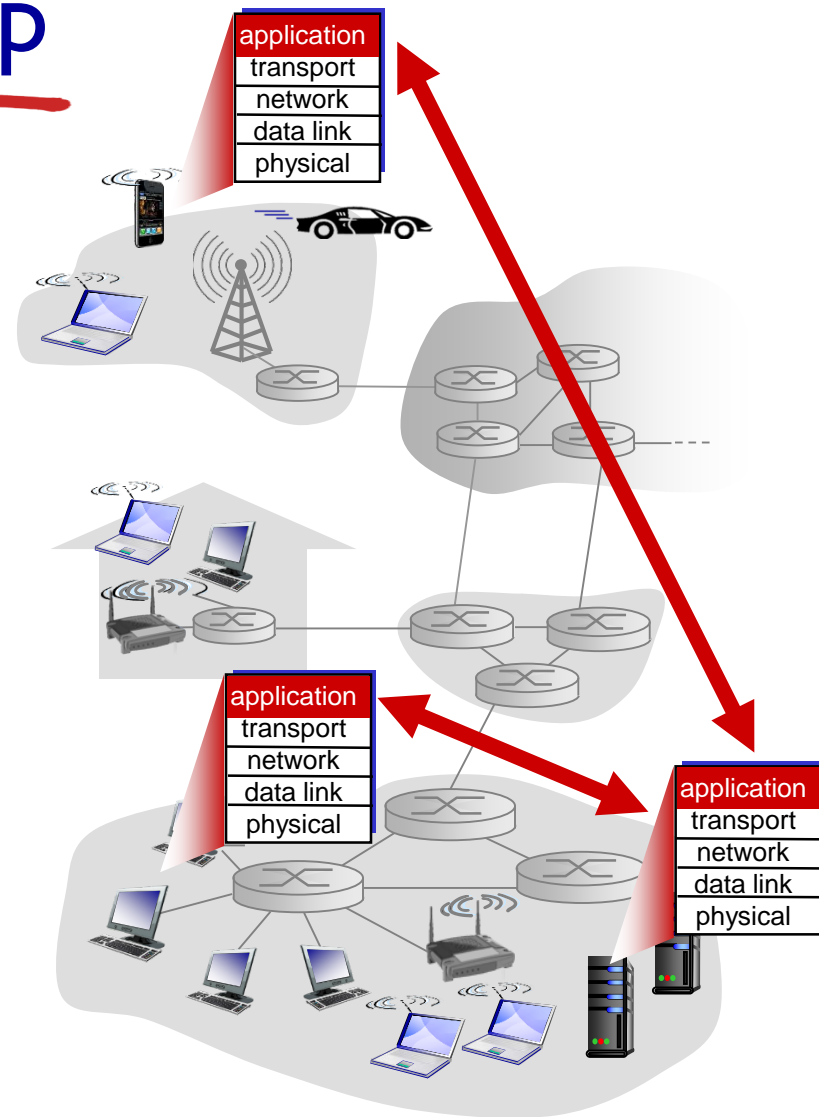 p
application
transport
network
data link
physical
application
transport
network
data link
physical
application
transport
network
data link
physical